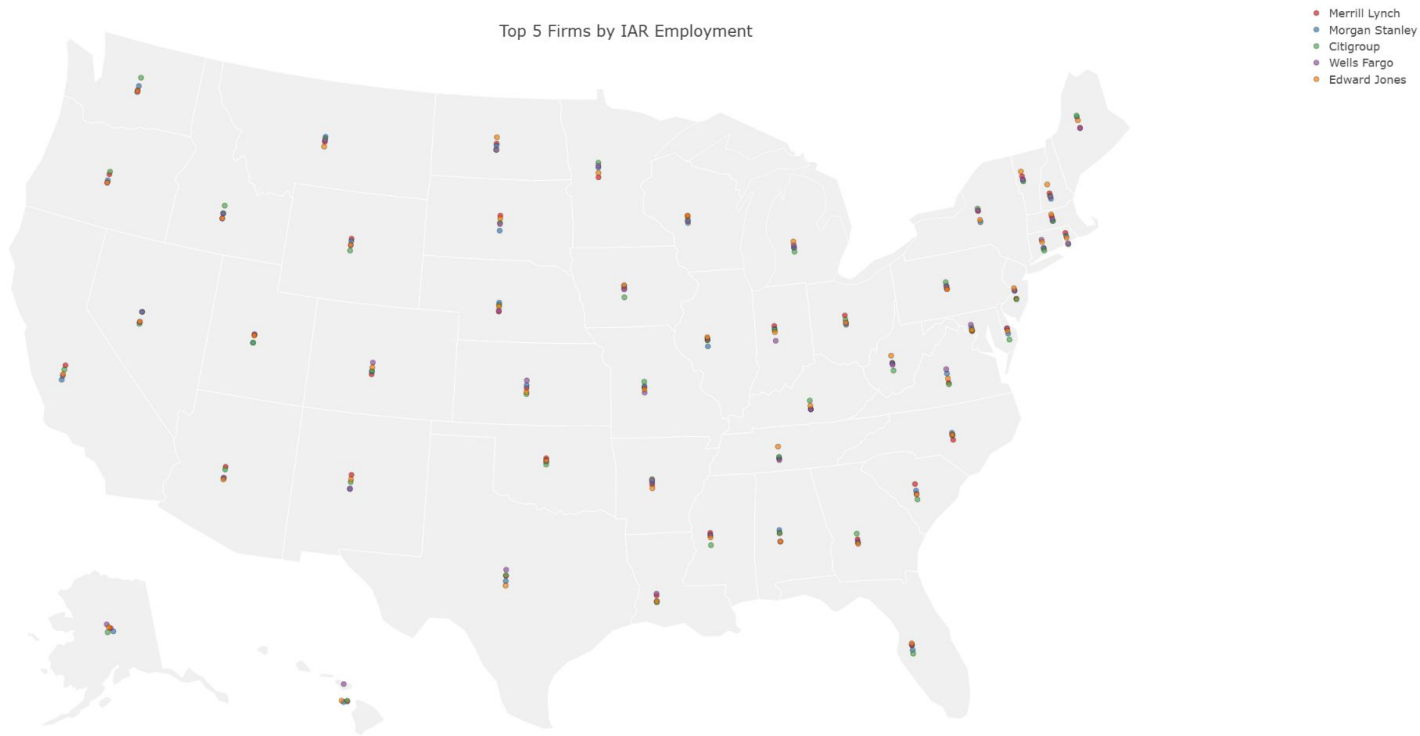 Top 5 Firms by IAR Employment
Merrill Lynch
Morgan Stanley
Citigroup
Wells Fargo
Edward Jones